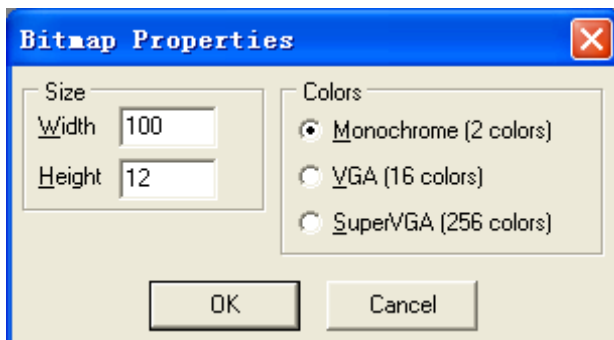 Bitmap Properties
Size
Width 100
Height 12
Colors
Monochrome (2 colors)
VGA (16 colors)
SuperVGA (256 colors)
OK Cancel